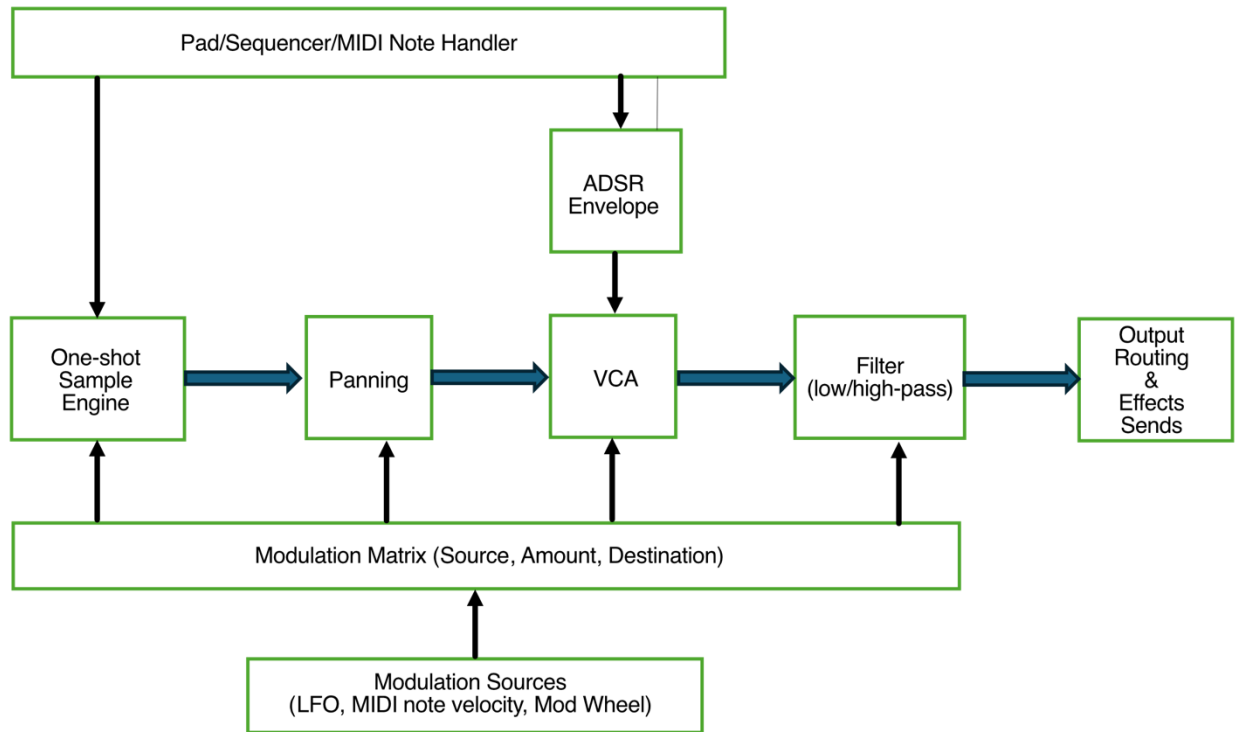 Pad/Sequencer/MIDI Note Handler
ADSR
Envelope
One-shot
Sample
Engine
Panning
VCA
Filter
(low/high-pass)
Output
Routing
&
Effects
Sends
Modulation Matrix (Source, Amount, Destination)
Modulation Sources
(LFO, MIDI note velocity, Mod Wheel)